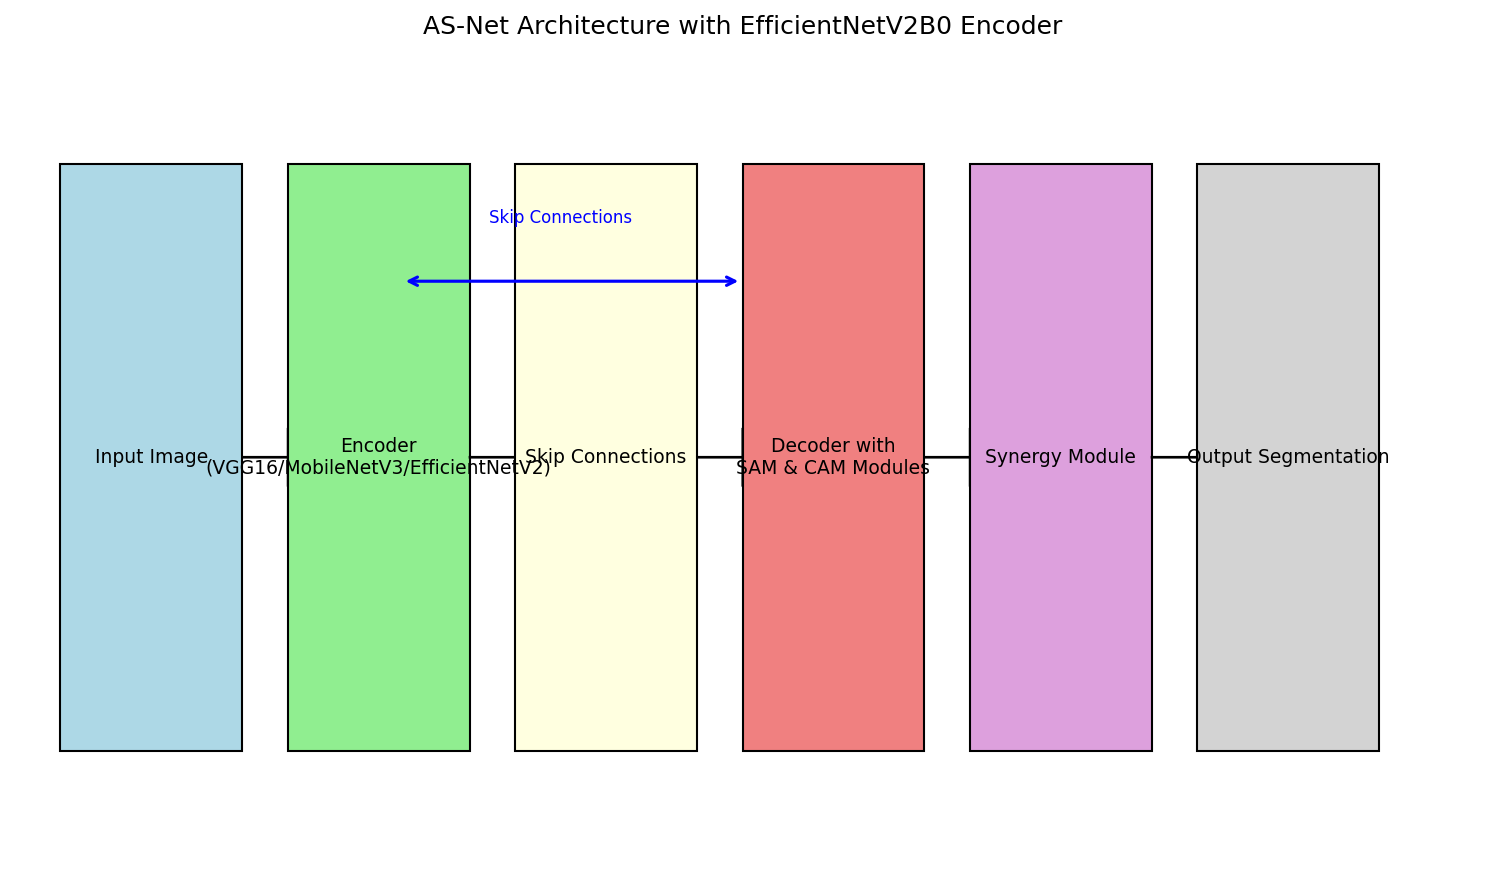 AS-Net Architecture with EfficientNetV2B0 Encoder
Skip Connections
Input Image
Encoder
(VGG16/MobileNetV3/EfficientNetV2)
Skip Connections
Decoder with
SAM & CAM Modules
Synergy Module
Output Segmentation